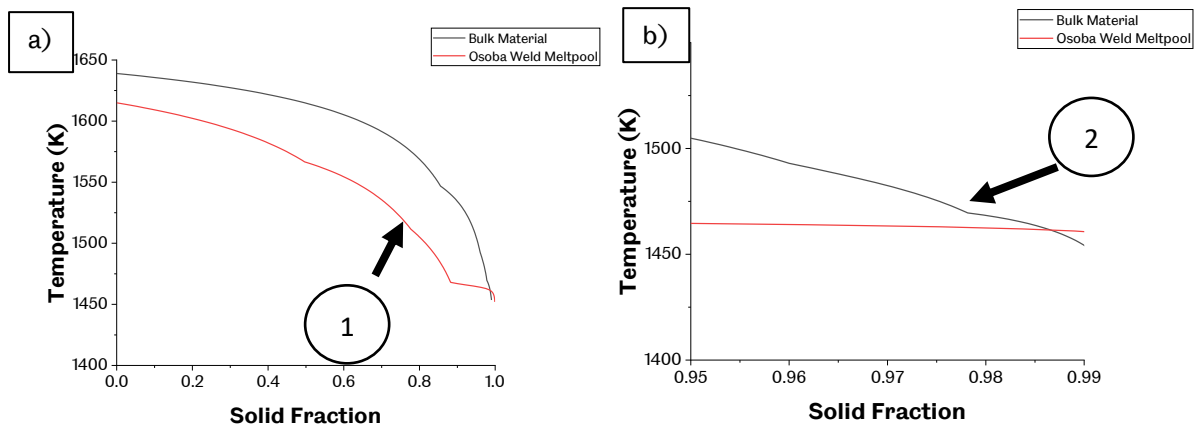 a)
Bulk Material
Osoba Weld Meltpool
1650
1600
1550
1500
1450
1400
Temperature (K)
1
0.0 0.2 0.4 0.6 0.8 1.0
Solid Fraction
b)
Bulk Material
Osoba Weld Meltpool
1500
1450
1400
Temperature (K)
2
0.95 0.96 0.97 0.98 0.99
Solid Fraction